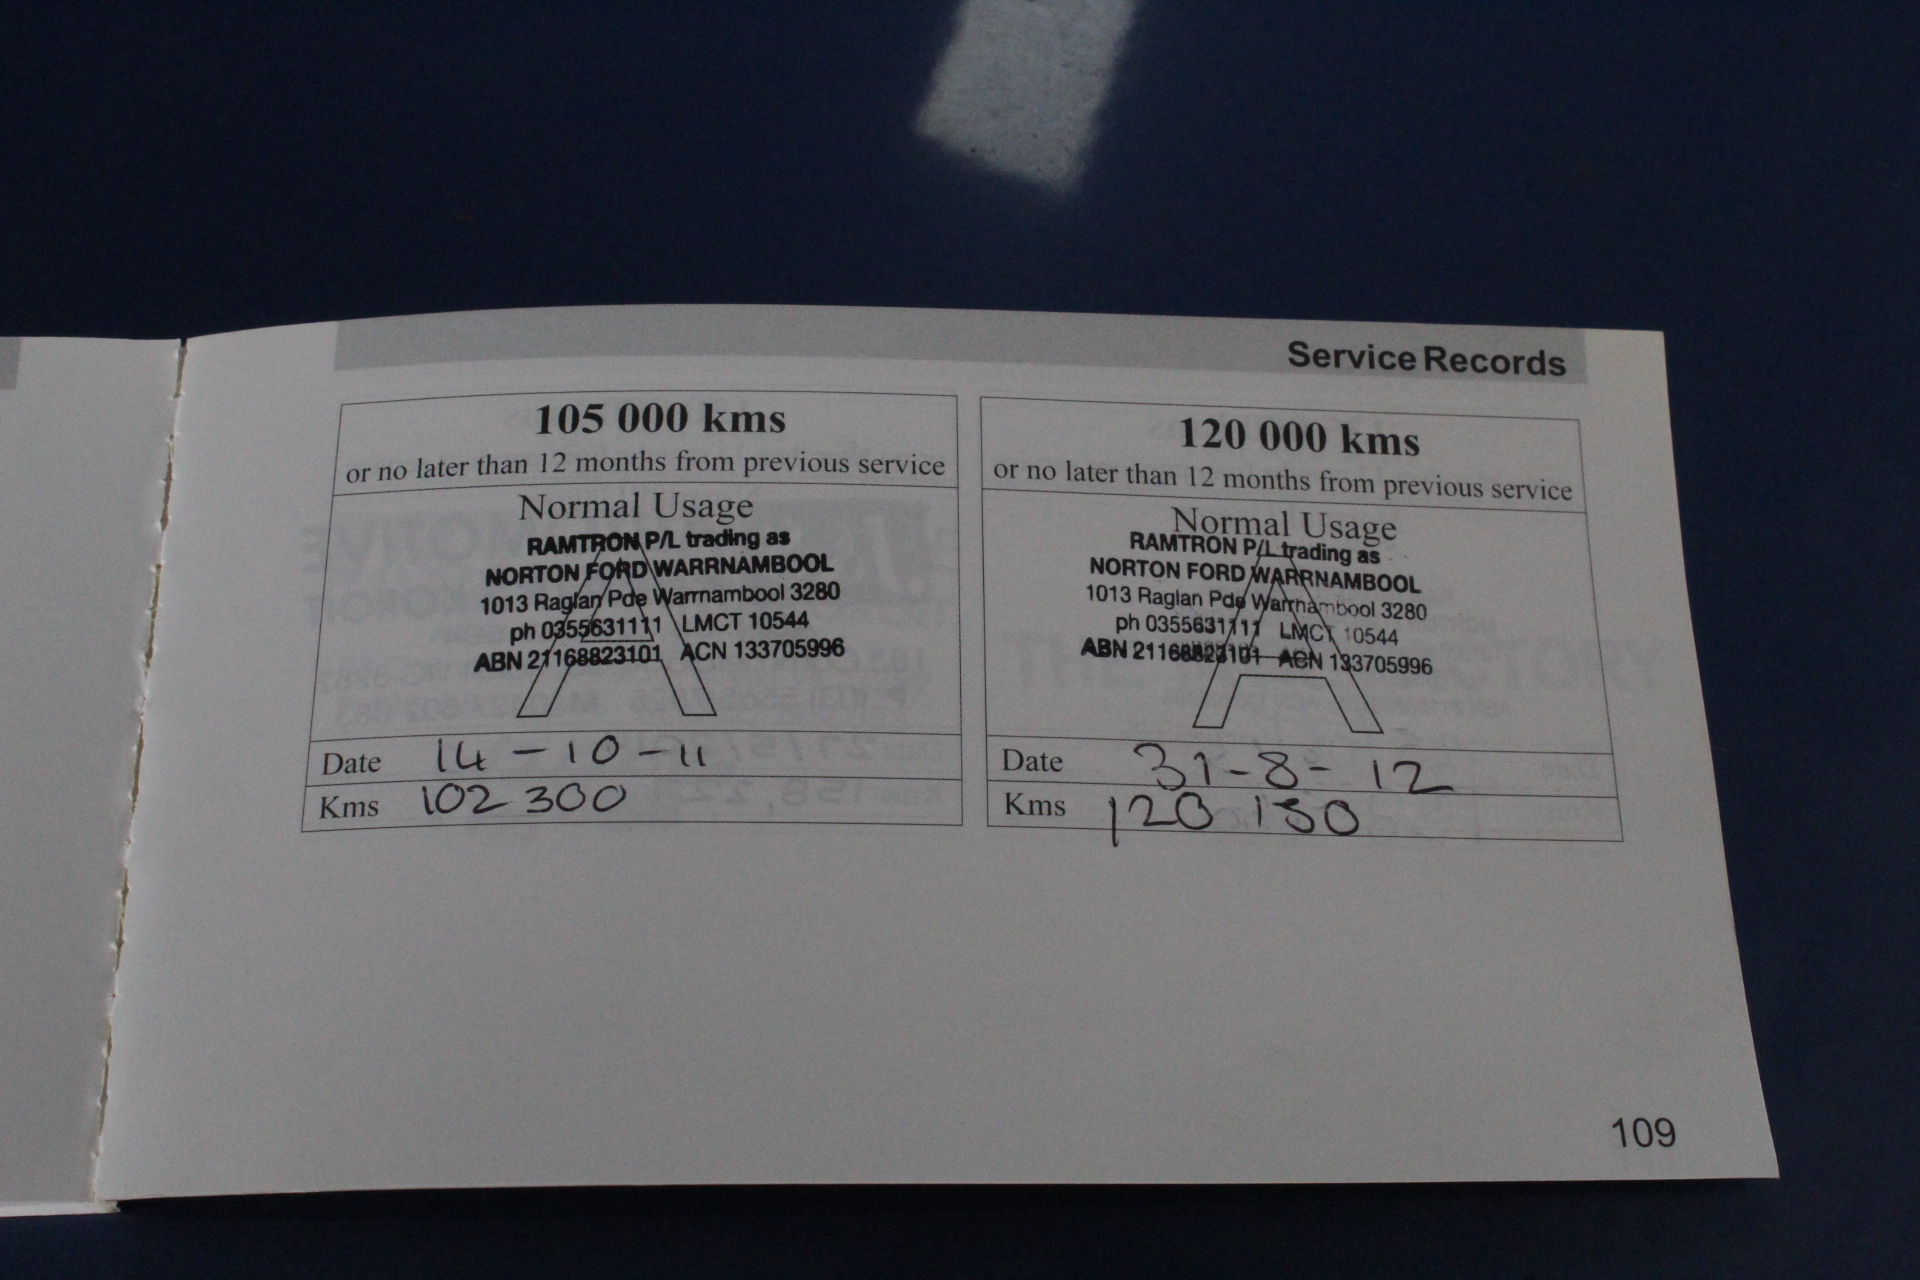 Service Records
105 000 kms
or no later than 12 months from previous service
Normal Usage
RAMTRON P/L trading as
NORTON FORD WARRNAMBOOL
1013 Raglan Pde Warrnambool 3280
ph 0355631111 LMCT 10544
ABN 21168823101 ACN 133705996
A
Date 14-10-11
Kms 102 300
120 000 kms
or no later than 12 months from previous service
Normal Usage
RAMTRON P/L trading as
NORTON FORD WARRNAMBOOL
1013 Raglan Pde Warrnambool 3280
ph 0355631111 LMCT 10544
ABN 21168823101 ACN 133705996
A
Date 31-8-12
Kms 120 150
109